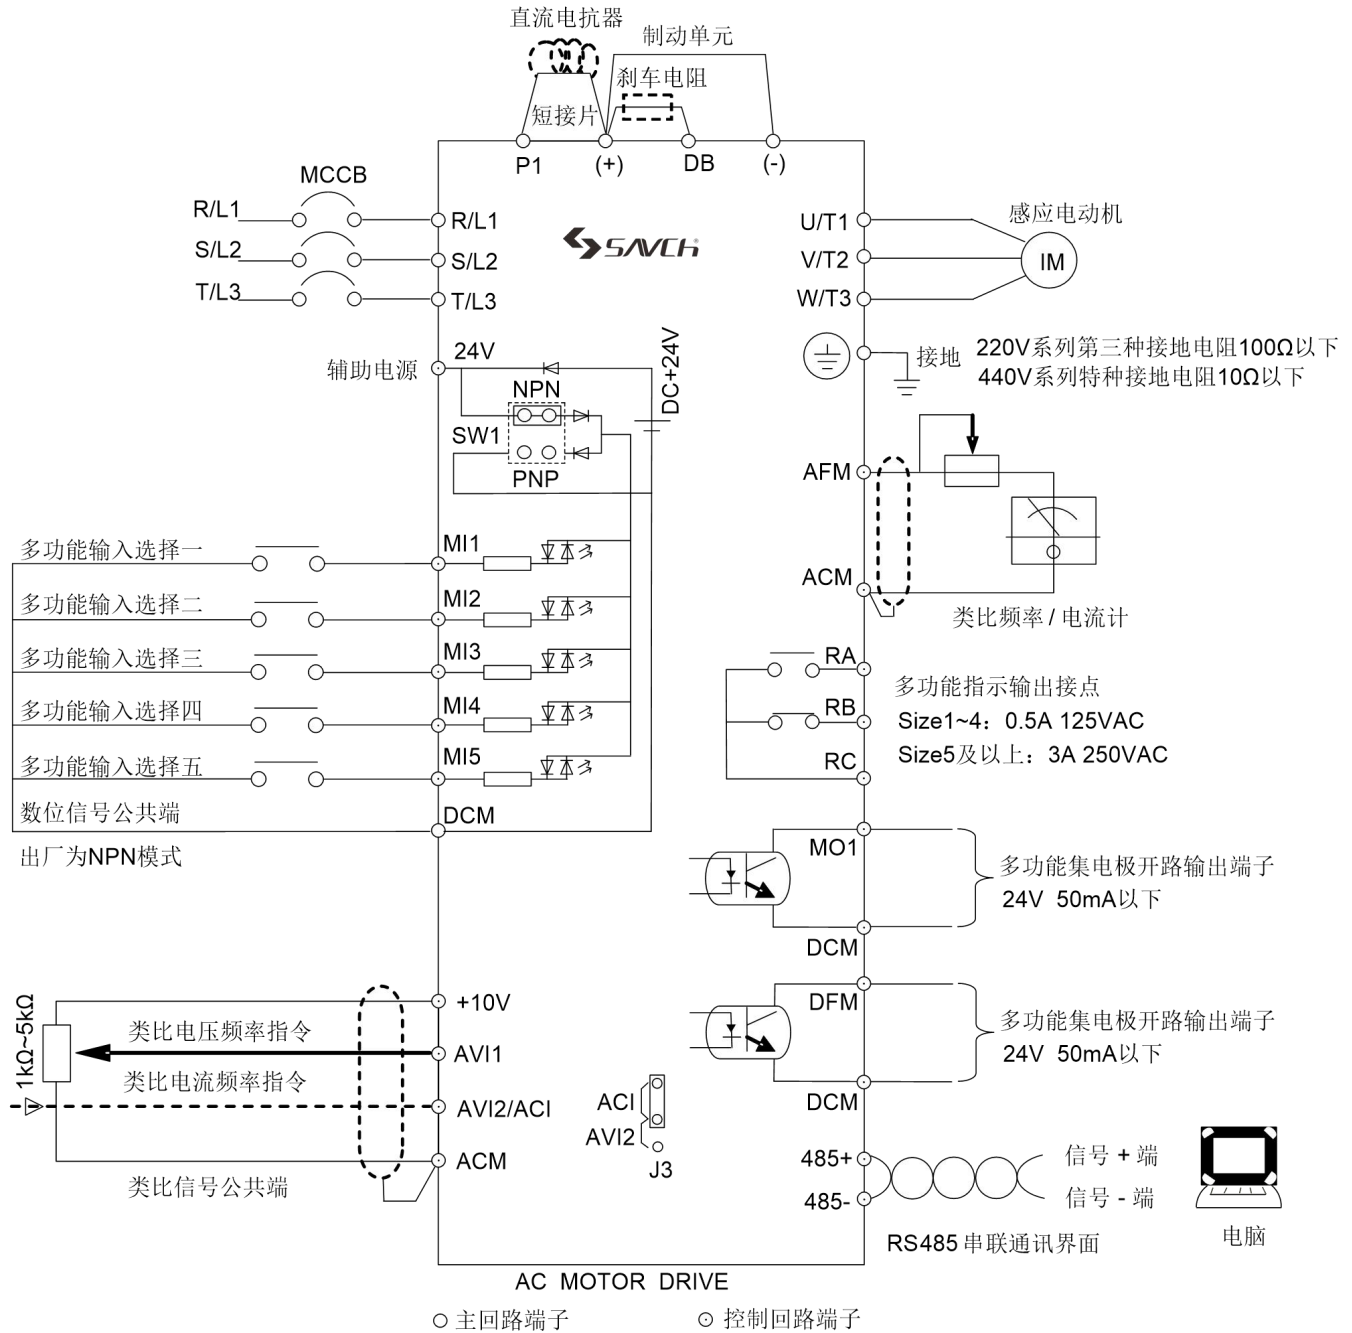 直流电抗器
制动单元
刹车电阻
短接片
P1
(+)
DB
(-)
MCCB
R/L1
S/L2
T/L3
R/L1
S/L2
T/L3
SAVCH
U/T1
V/T2
W/T3
感应电动机
IM
接地
220V系列第三种接地电阻100Ω以下
440V系列特种接地电阻10Ω以下
辅助电源
24V
DC+24V
NPN
SW1
PNP
AFM
ACM
类比频率 / 电流计
多功能输入选择一
MI1
多功能输入选择二
MI2
多功能输入选择三
MI3
多功能输入选择四
MI4
多功能输入选择五
MI5
数位信号公共端
DCM
出厂为NPN模式
RA
RB
RC
多功能指示输出接点
Size1~4：0.5A 125VAC
Size5及以上：3A 250VAC
MO1
DCM
多功能集电极开路输出端子
24V 50mA以下
DFM
DCM
多功能集电极开路输出端子
24V 50mA以下
1kΩ~5kΩ
+10V
类比电压频率指令
AVI1
类比电流频率指令
AVI2/ACI
ACM
类比信号公共端
ACI
AVI2
J3
485+
485-
信号 + 端
信号 - 端
RS485 串联通讯界面
电脑
AC MOTOR DRIVE
主回路端子
控制回路端子